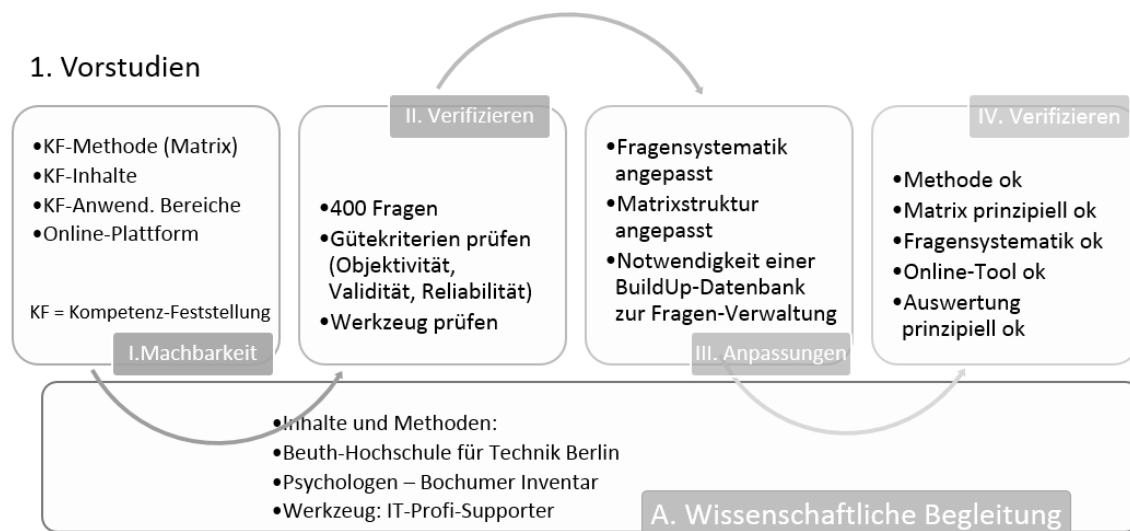 1. Vorstudien
•KF-Methode (Matrix)
•KF-Inhalte
•KF-Anwend. Bereiche
•Online-Plattform
KF = Kompetenz-Feststellung
I.Machbarkeit
II. Verifizieren
•400 Fragen
•Gütekriterien prüfen
(Objektivität,
Validität, Reliabilität)
•Werkzeug prüfen
•Fragensystematik
angepasst
•Matrixstruktur
angepasst
•Notwendigkeit einer
BuildUp-Datenbank
zur Fragen-Verwaltung
III. Anpassungen
IV. Verifizieren
•Methode ok
•Matrix prinzipiell ok
•Fragensystematik ok
•Online-Tool ok
•Auswertung
prinzipiell ok
•Inhalte und Methoden:
•Beuth-Hochschule für Technik Berlin
•Psychologen – Bochumer Inventar
•Werkzeug: IT-Profi-Supporter
A. Wissenschaftliche Begleitung